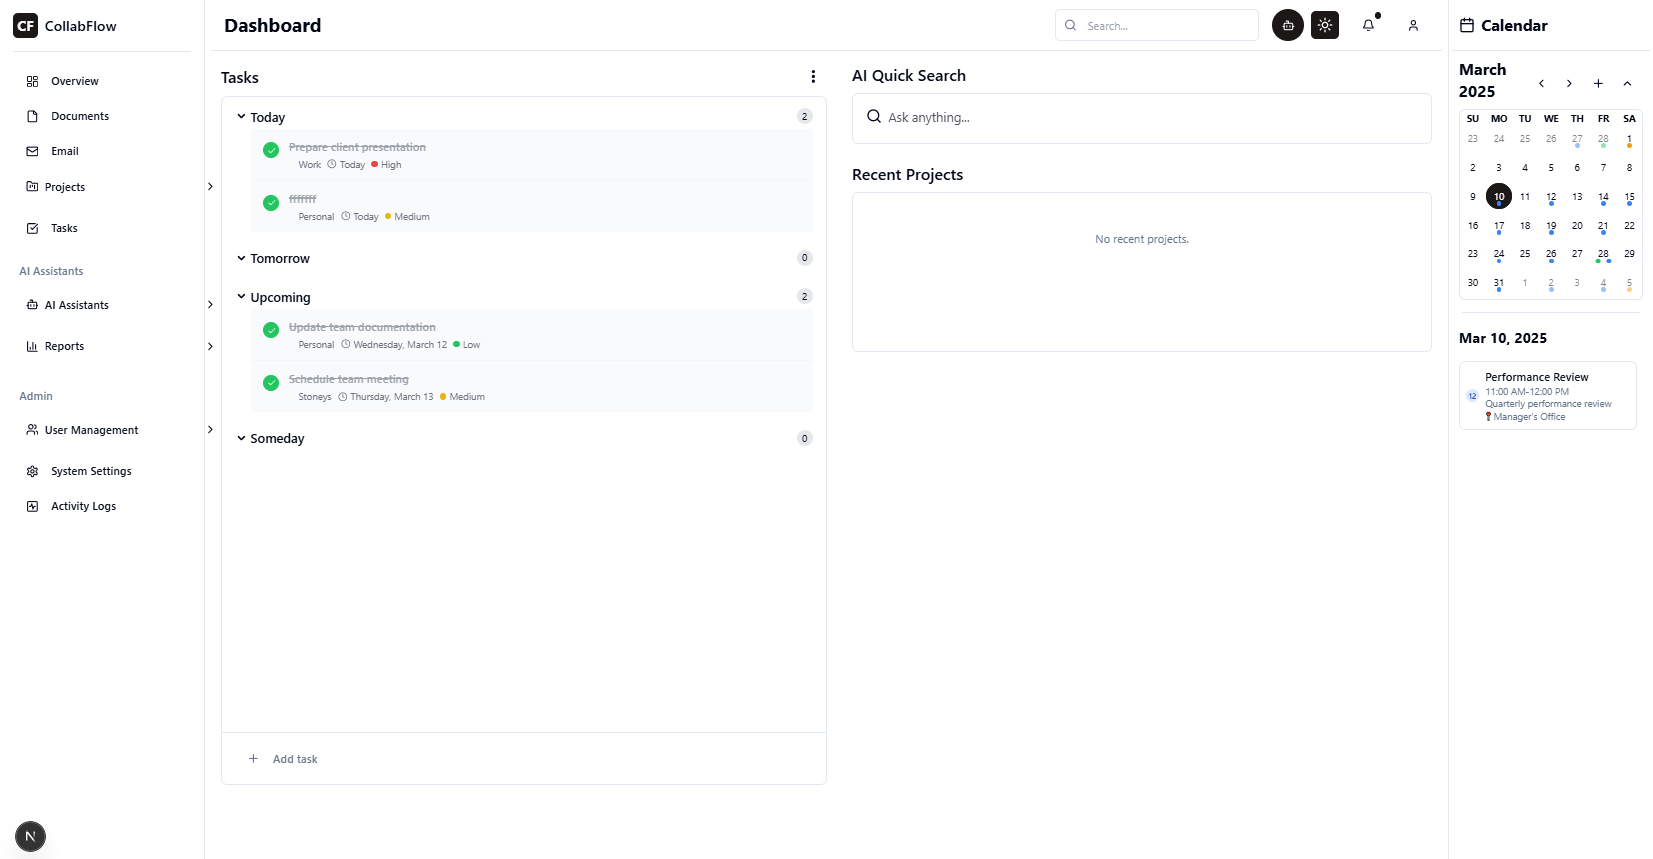 CF CollabFlow
Overview
Documents
Email
Projects
Tasks
AI Assistants
AI Assistants
Reports
Admin
User Management
System Settings
Activity Logs
N
Dashboard
Search...
Tasks
Today 2
Prepare client presentation
Work Today High
fffffff
Personal Today Medium
Tomorrow 0
Upcoming 2
Update team documentation
Personal Wednesday, March 12 Low
Schedule team meeting
Stoneys Thursday, March 13 Medium
Someday 0
+ Add task
AI Quick Search
Ask anything...
Recent Projects
No recent projects.
Calendar
March
2025
SU MO TU WE TH FR SA
23 24 25 26 27 28 1
2 3 4 5 6 7 8
9 10 11 12 13 14 15
16 17 18 19 20 21 22
23 24 25 26 27 28 29
30 31 1 2 3 4 5
Mar 10, 2025
Performance Review
12 11:00 AM-12:00 PM
Quarterly performance review
Manager's Office